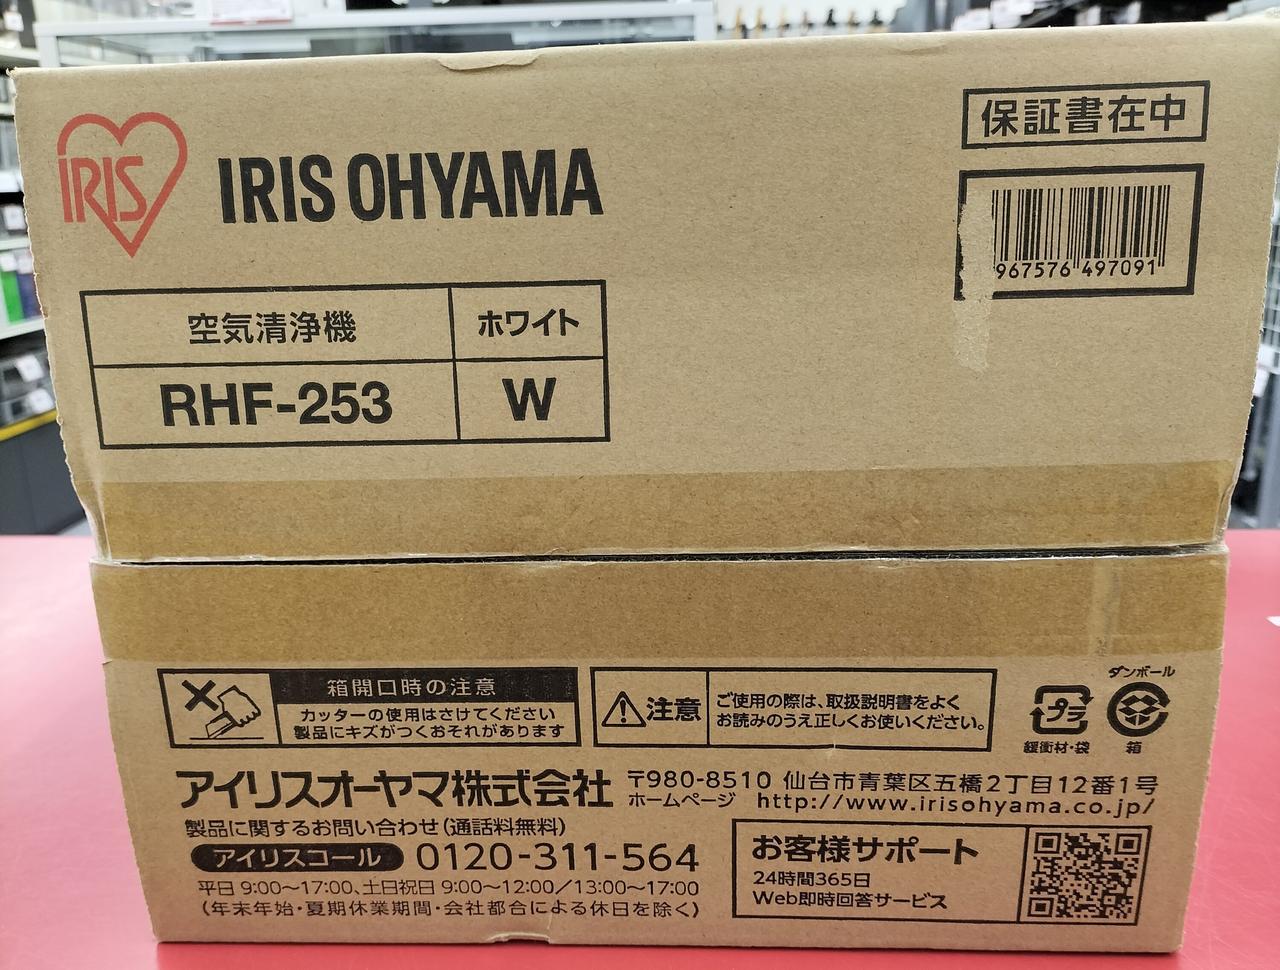 IRIS
IRIS OHYAMA
保証書在中
967576 497091
空気清浄機 ホワイト
RHF-253 W
箱開口時の注意
カッターの使用はさけてください
製品にキズがつくおそれがあります
注意
ご使用の際は、取扱説明書をよく
お読みのうえ正しくお使いください。
プラ
緩衝材・袋
ダンボール
箱
アイリスオーヤマ株式会社
〒980-8510 仙台市青葉区五橋2丁目12番1号
ホームページ http://www.irisohyama.co.jp/
製品に関するお問い合わせ(通話料無料)
アイリスコール 0120-311-564
平日 9:00〜17:00、土日祝日 9:00〜12:00/13:00〜17:00
(年末年始・夏期休業期間・会社都合による休日を除く)
お客様サポート
24時間365日
Web即時回答サービス